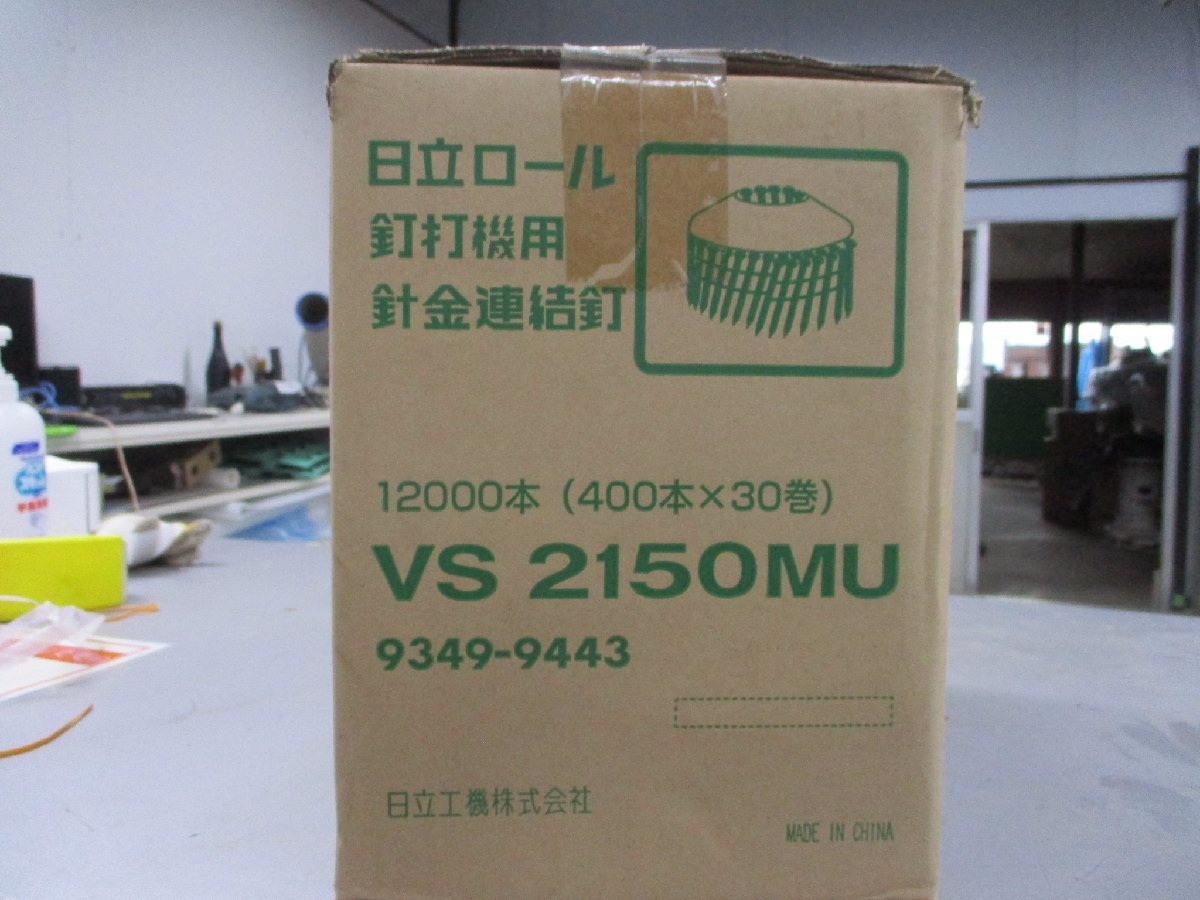 日立ロール
釘打機用
針金連結釘
12000本(400本×30巻)
VS 2150MU
9349-9443
日立工機株式会社
MADE IN CHINA